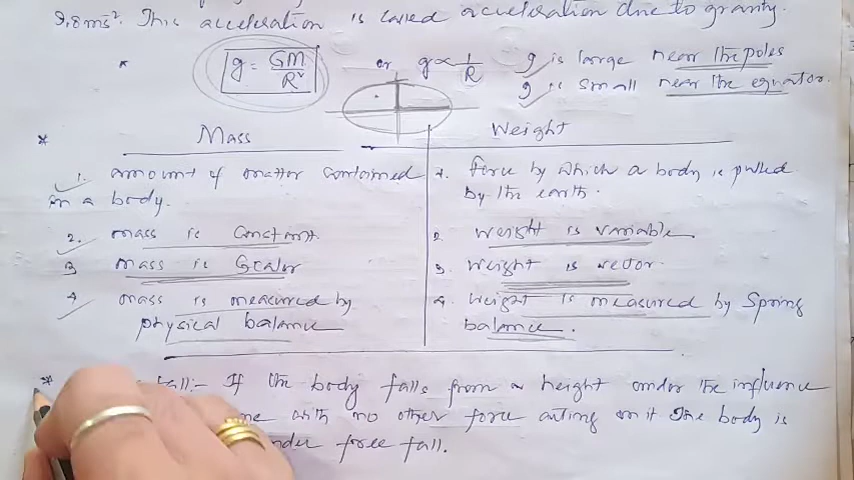 9.8ms². This acceleration is called acceleration due to gravity.
* g = GM/R² or g ∝ 1/R g is large near the poles
g is small near the equator.
* Mass Weight
1. amount of matter contained 1. force by which a body is pulled
in a body. by the earth.
2. mass is Constant 2. weight is variable.
3 mass is Scalar 3. weight is vector.
4 mass is measured by 4. weight is measured by Spring
physical balance balance.
* fall:- If the body falls from a height under the influence
with no other force acting on it the body is
under free fall.